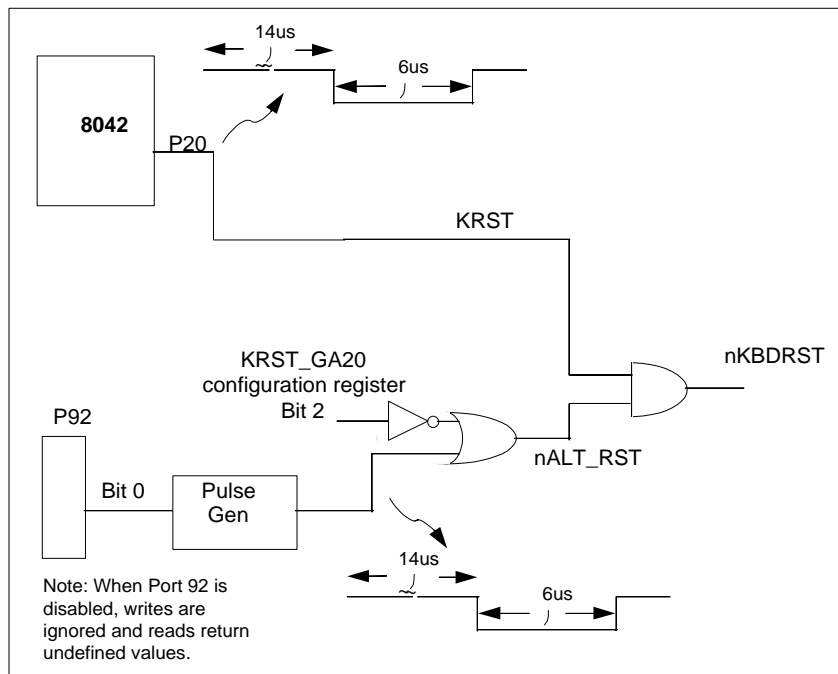 14us
6us
8042
P20
KRST
nKBDRST
KRST_GA20
configuration register
Bit 2
P92
nALT_RST
Bit 0
Pulse
Gen
14us
6us
Note: When Port 92 is
disabled, writes are
ignored and reads return
undefined values.